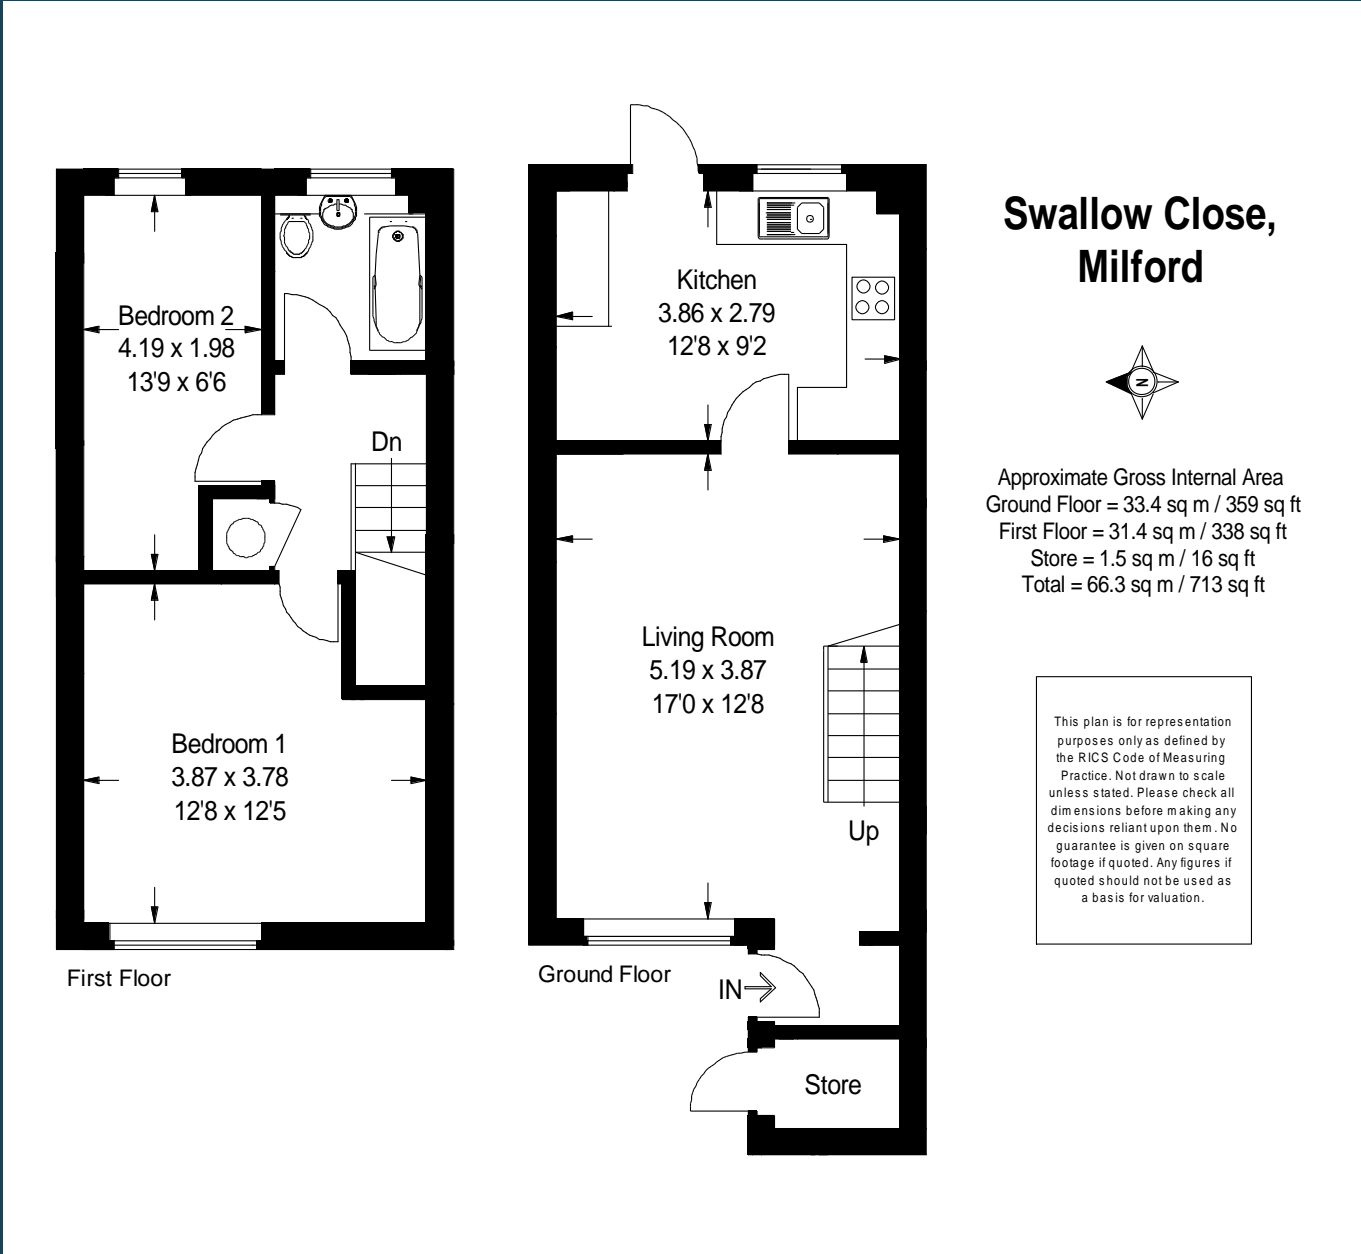 Swallow Close,
Milford
N
Approximate Gross Internal Area
Ground Floor = 33.4 sq m / 359 sq ft
First Floor = 31.4 sq m / 338 sq ft
Store = 1.5 sq m / 16 sq ft
Total = 66.3 sq m / 713 sq ft
This plan is for representation
purposes only as defined by
the RICS Code of Measuring
Practice. Not drawn to scale
unless stated. Please check all
dimensions before making any
decisions reliant upon them. No
guarantee is given on square
footage if quoted. Any figures if
quoted should not be used as
a basis for valuation.
Bedroom 2
4.19 x 1.98
13'9 x 6'6
Dn
Bedroom 1
3.87 x 3.78
12'8 x 12'5
First Floor
Kitchen
3.86 x 2.79
12'8 x 9'2
Living Room
5.19 x 3.87
17'0 x 12'8
Up
Ground Floor
IN
Store